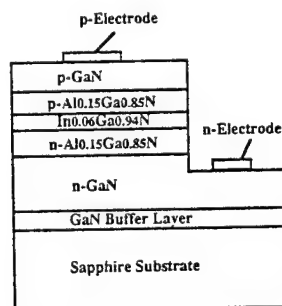 p-Electrode
p-GaN
p-Al0.15Ga0.85N
In0.06Ga0.94N
n-Al0.15Ga0.85N
n-Electrode
n-GaN
GaN Buffer Layer
Sapphire Substrate